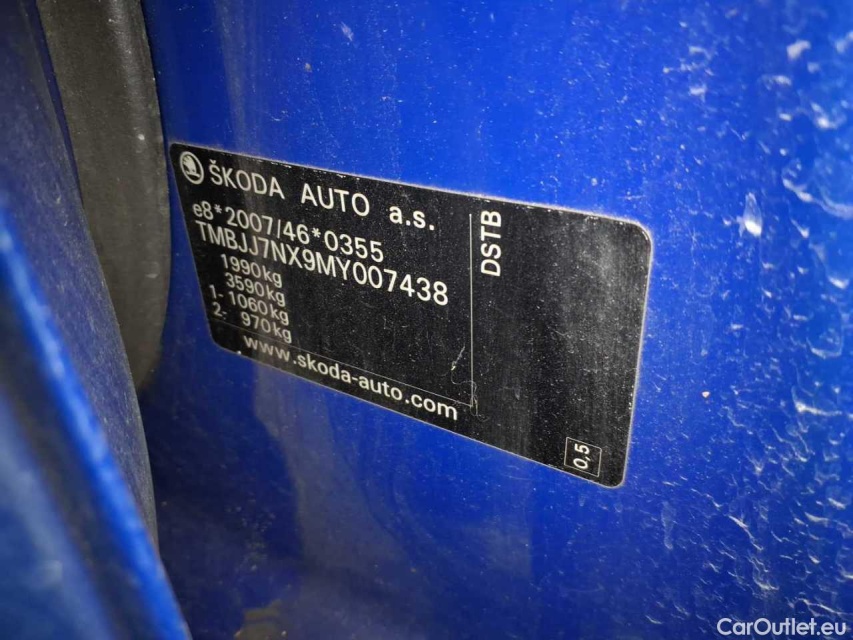 ŠKODA AUTO a.s.
e8*2007/46*0355
TMBJJ7NX9MY007438
1990kg
3590kg
1- 1060kg
2- 970kg
www.skoda-auto.com
DSTB
0,5
CarOutlet.eu